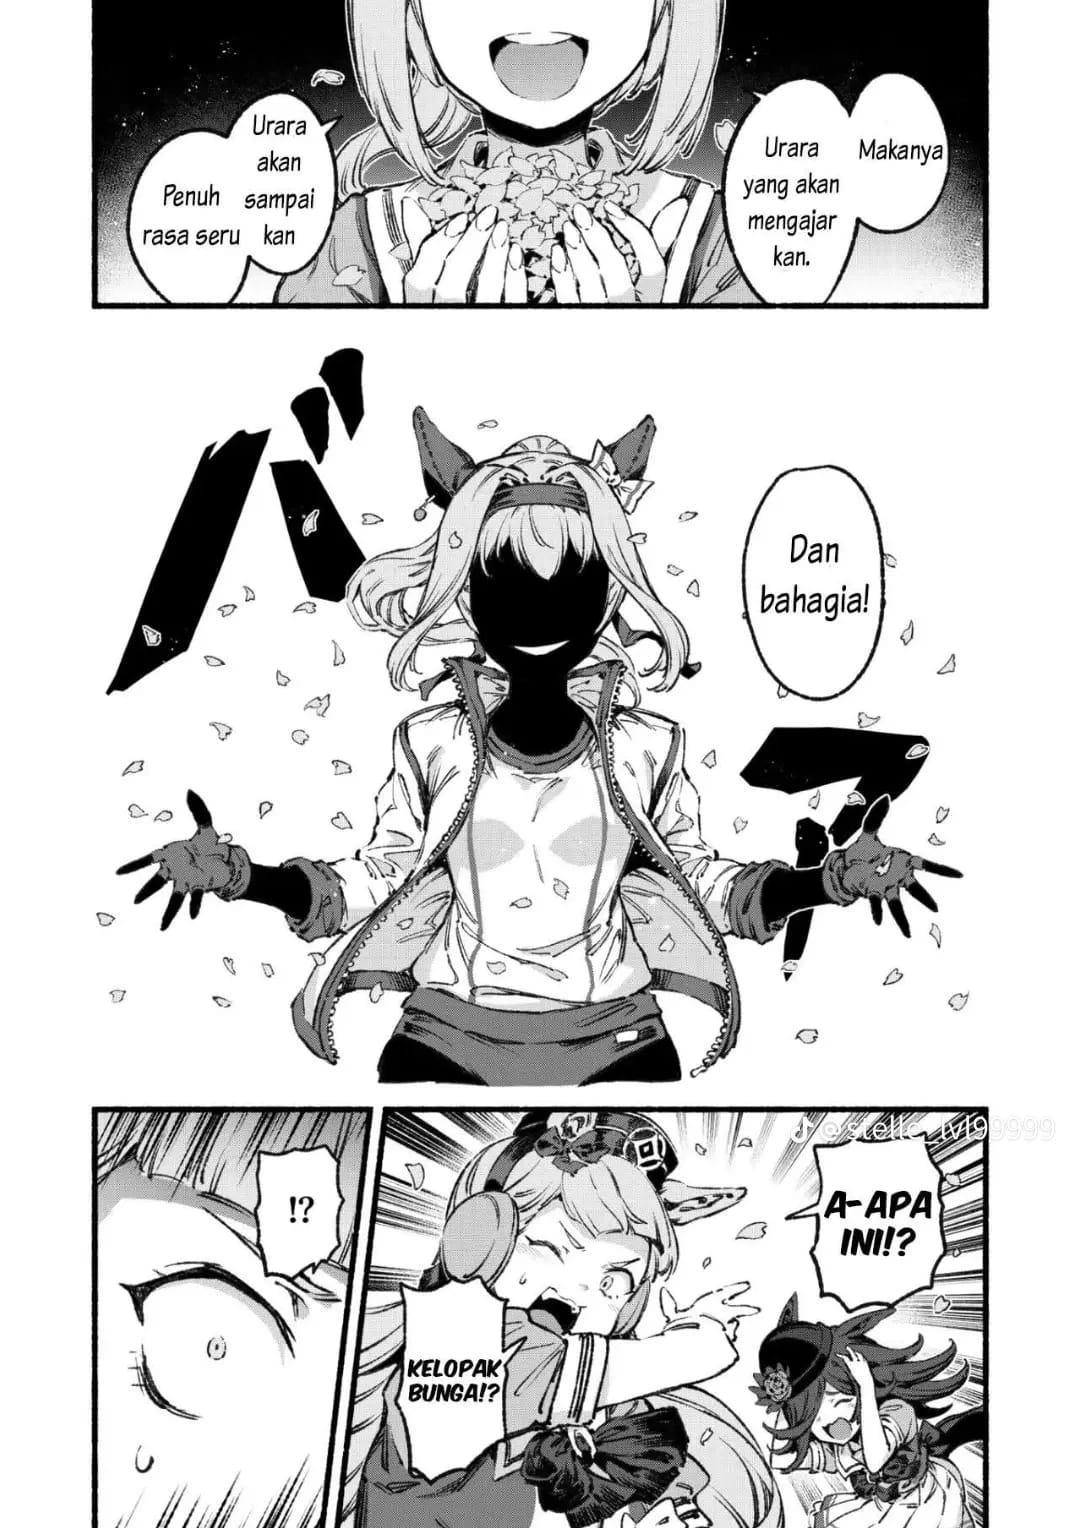 Makanya
Urara
yang akan
mengajar
kan.
Urara
akan
sampai
kan
Penuh
rasa seru
バ
Dan
bahagia!
ア
@stelle_lvl99999
A-APA
INI!?
KELOPAK
BUNGA!?
!?